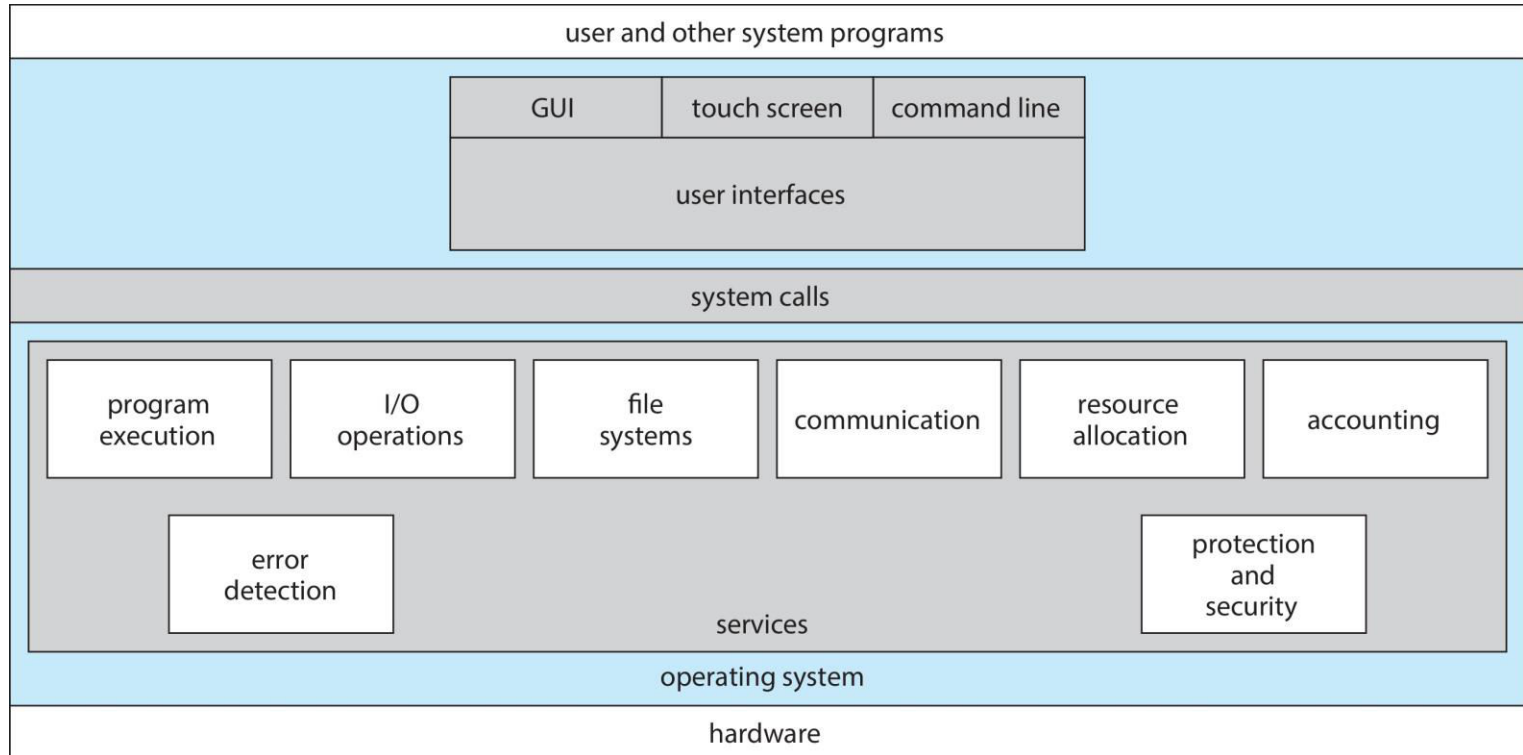 user and other system programs
GUI
touch screen
command line
user interfaces
system calls
program
execution
I/O
operations
file
systems
communication
resource
allocation
accounting
error
detection
protection
and
security
services
operating system
hardware